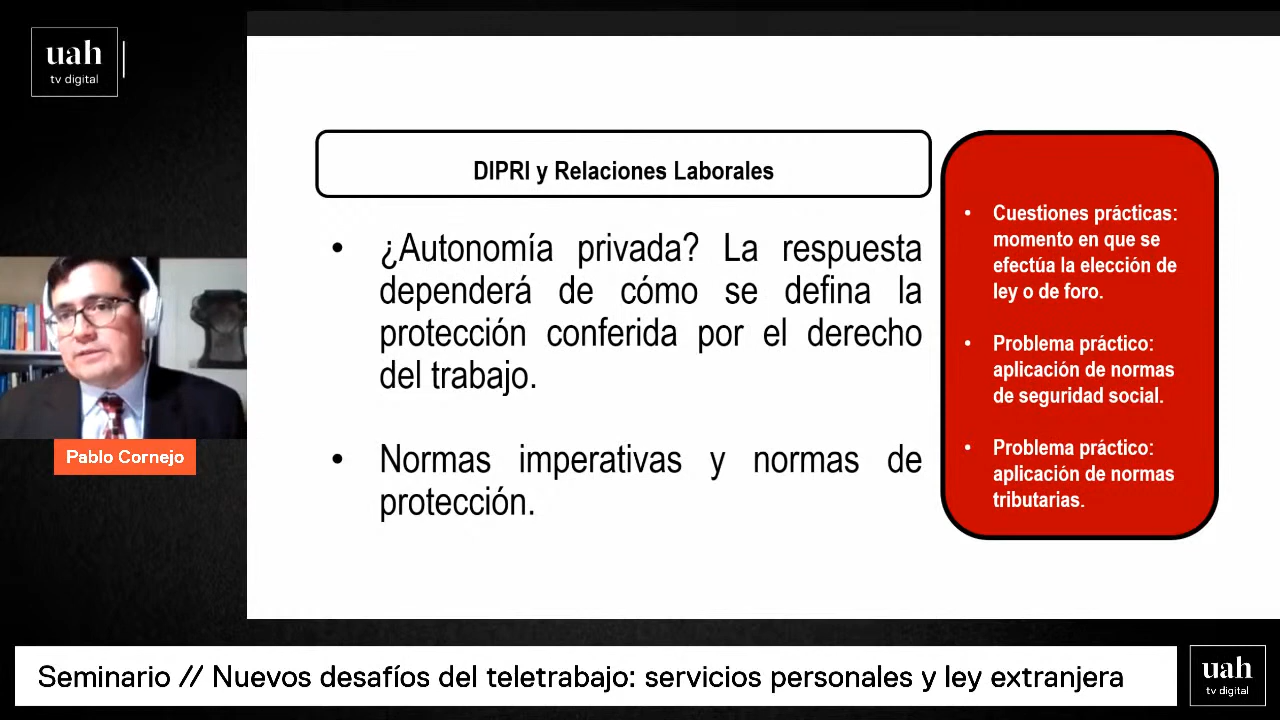 uah
tv digital
DIPRI y Relaciones Laborales
• ¿Autonomía privada? La respuesta
dependerá de cómo se defina la
protección conferida por el derecho
del trabajo.
• Normas imperativas y normas de
protección.
• Cuestiones prácticas:
momento en que se
efectúa la elección de
ley o de foro.
• Problema práctico:
aplicación de normas
de seguridad social.
• Problema práctico:
aplicación de normas
tributarias.
Pablo Cornejo
Seminario // Nuevos desafíos del teletrabajo: servicios personales y ley extranjera
uah
tv digital